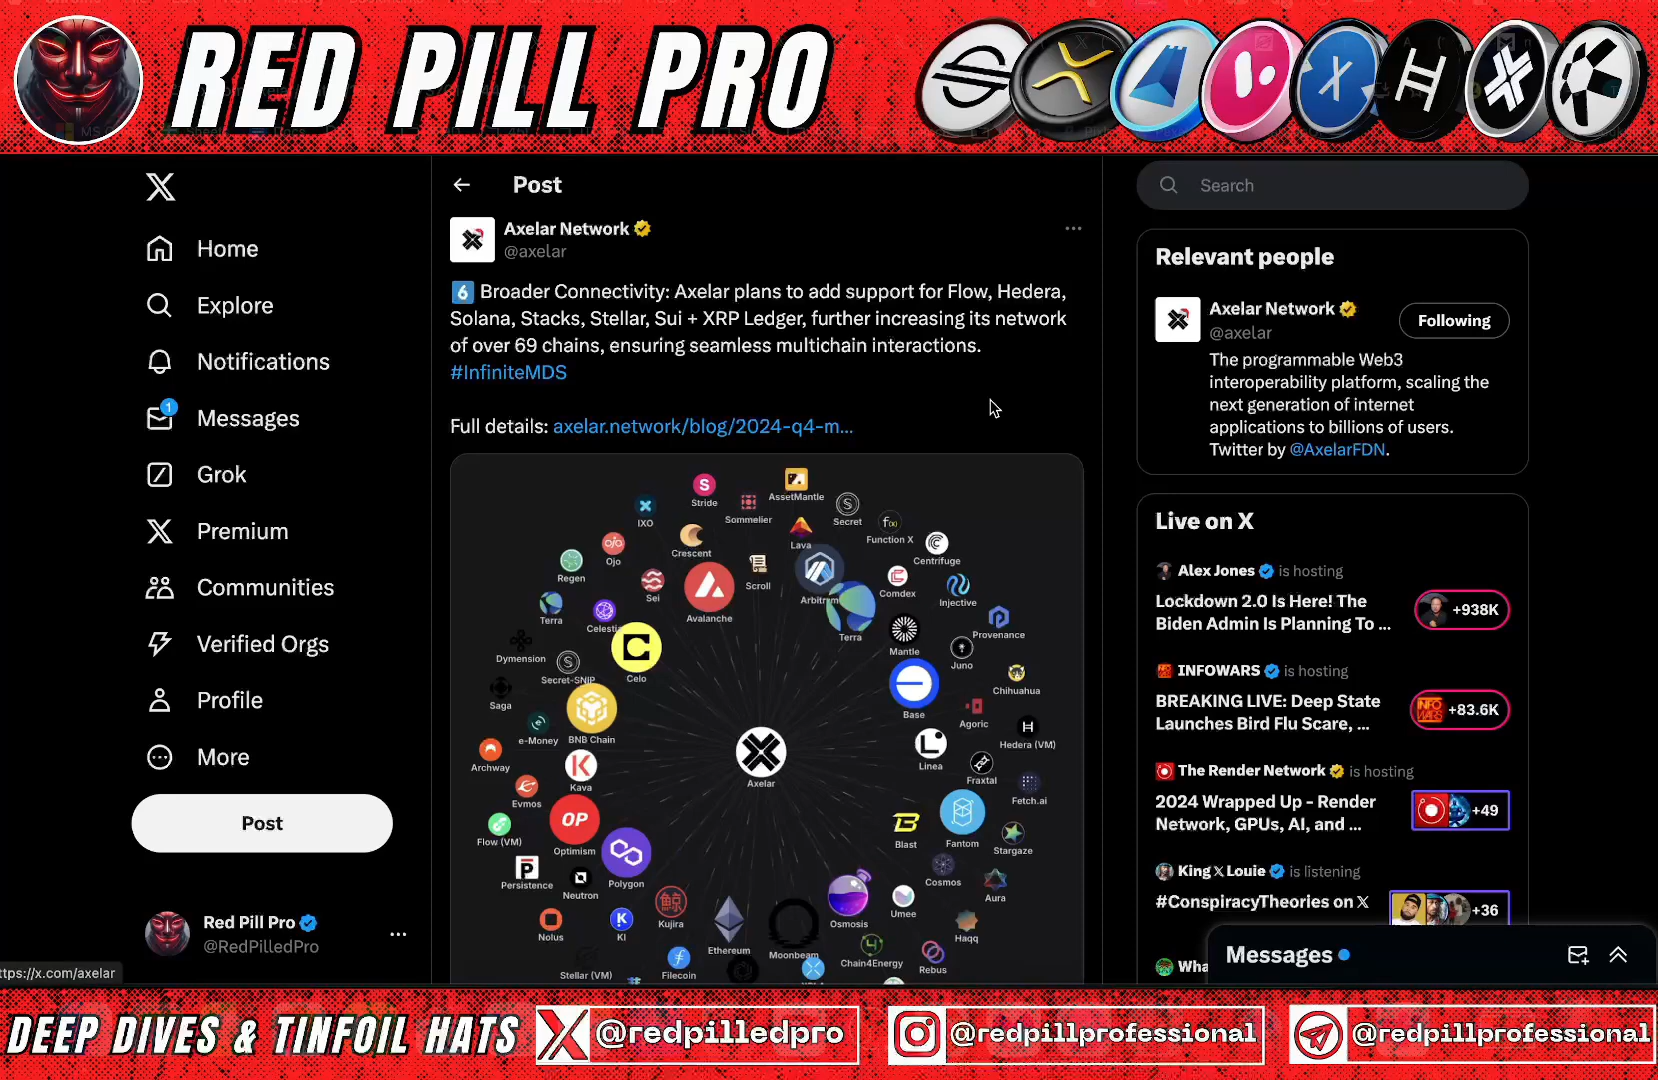 RED PILL PRO
Home
Explore
Notifications
1
Messages
Grok
Premium
Communities
Verified Orgs
Profile
More
Post
Red Pill Pro
@RedPilledPro
ttps://x.com/axelar
Post
Axelar Network
@axelar
6 Broader Connectivity: Axelar plans to add support for Flow, Hedera,
Solana, Stacks, Stellar, Sui + XRP Ledger, further increasing its network
of over 69 chains, ensuring seamless multichain interactions.
#InfiniteMDS
Full details: axelar.network/blog/2024-q4-m...
AssetMantle
Stride
Sommelier
Secret
IXO
Function X
Lava
Crescent
Ojo
Centrifuge
Regen
Scroll
Sei
Arbitrum
Comdex
Injective
Avalanche
Terra
Celestia
Terra
Provenance
Mantle
Dymension
Juno
Secret-SNIP
Celo
Chihuahua
Saga
Base
Agoric
e-Money
BNB Chain
Hedera (VM)
Archway
Linea
Kava
Axelar
Fraxtal
Evmos
Fetch.ai
OP
Flow (VM)
Optimism
Blast
Fantom
Stargaze
Persistence
Polygon
Cosmos
Neutron
Aura
Osmosis
Umee
Nolus
KI
Kujira
Haqq
Ethereum
Moonbeam
Chain4Energy
Stellar (VM)
Filecoin
Rebus
Search
Relevant people
Axelar Network
@axelar
Following
The programmable Web3
interoperability platform, scaling the
next generation of internet
applications to billions of users.
Twitter by @AxelarFDN.
Live on X
Alex Jones is hosting
Lockdown 2.0 Is Here! The
Biden Admin Is Planning To ...
+938K
INFOWARS is hosting
BREAKING LIVE: Deep State
Launches Bird Flu Scare, ...
+83.6K
The Render Network is hosting
2024 Wrapped Up - Render
Network, GPUs, AI, and ...
+49
King X Louie is listening
#ConspiracyTheories on X
+36
Wha
Messages
DEEP DIVES & TINFOIL HATS
@redpilledpro
@redpillprofessional
@redpillprofessional